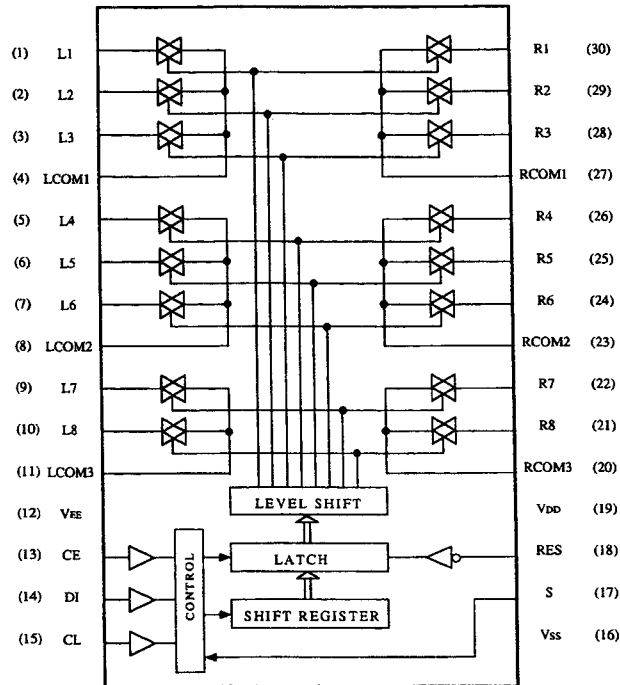 (1) L1 R1 (30)
(2) L2 R2 (29)
(3) L3 R3 (28)
(4) LCOM1 RCOM1 (27)
(5) L4 R4 (26)
(6) L5 R5 (25)
(7) L6 R6 (24)
(8) LCOM2 RCOM2 (23)
(9) L7 R7 (22)
(10) L8 R8 (21)
(11) LCOM3 RCOM3 (20)
(12) VEE LEVEL SHIFT VDD (19)
(13) CE LATCH RES (18)
(14) DI CONTROL SHIFT REGISTER S (17)
(15) CL Vss (16)